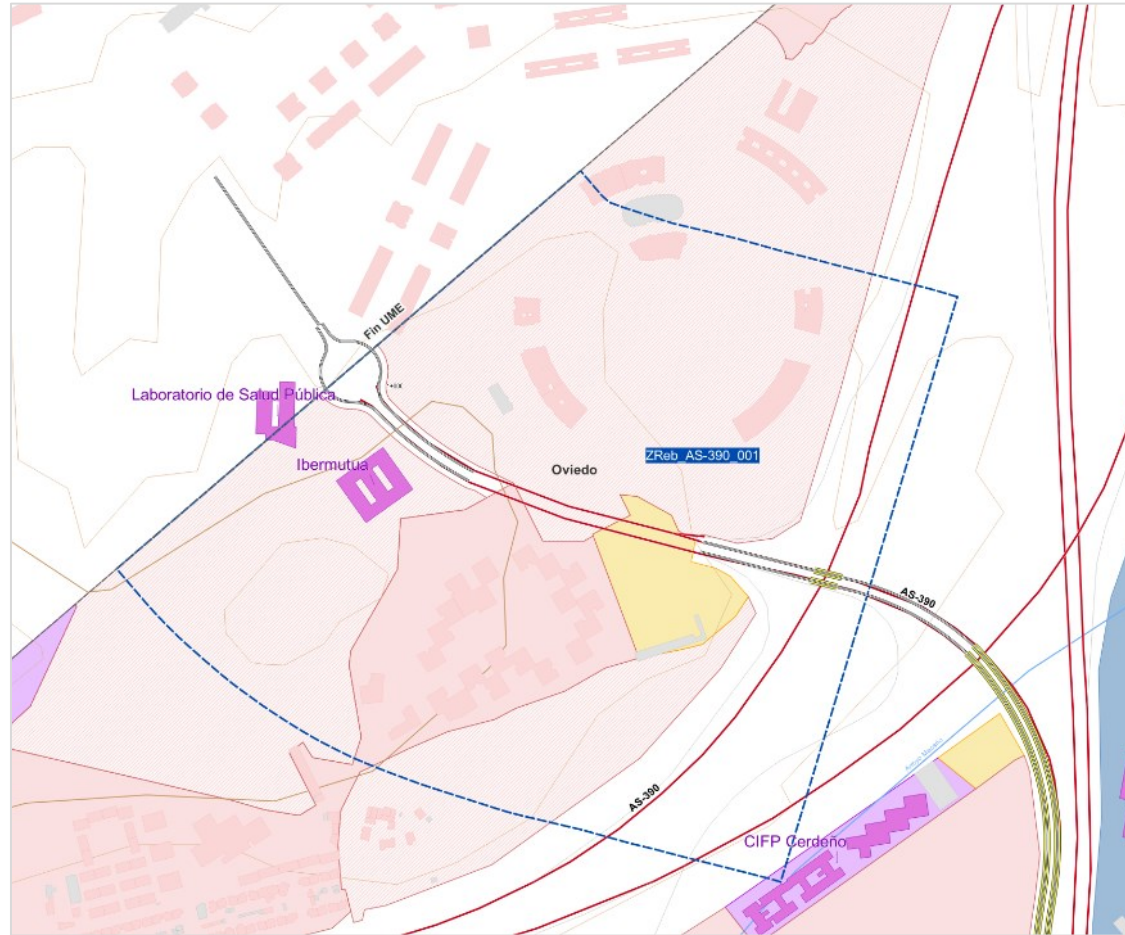 Fin UME
Laboratorio de Salud Pública
Ibermutua
Oviedo
ZReb_AS-390_001
AS-390
AS-390
CIFP Cerdeño